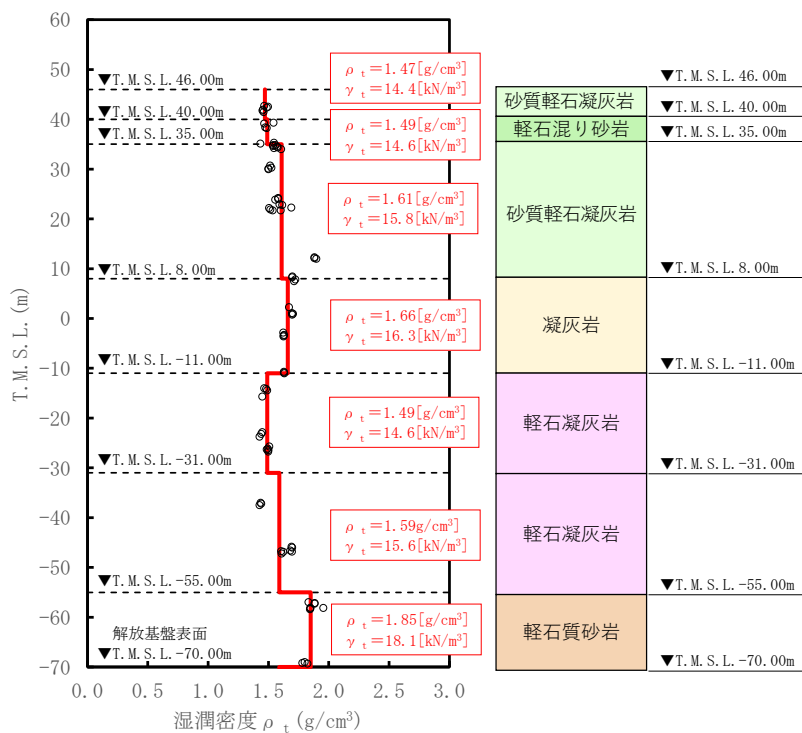 T.M.S.L.(m)
60
50
40
30
20
10
0
-10
-20
-30
-40
-50
-60
-70
▼T.M.S.L.46.00m
▼T.M.S.L.40.00m
▼T.M.S.L.35.00m
▼T.M.S.L.8.00m
▼T.M.S.L.-11.00m
▼T.M.S.L.-31.00m
▼T.M.S.L.-55.00m
解放基盤表面
▼T.M.S.L.-70.00m
ρt＝1.47[g/cm³]
γt＝14.4[kN/m³]
ρt＝1.49[g/cm³]
γt＝14.6[kN/m³]
ρt＝1.61[g/cm³]
γt＝15.8[kN/m³]
ρt＝1.66[g/cm³]
γt＝16.3[kN/m³]
ρt＝1.49[g/cm³]
γt＝14.6[kN/m³]
ρt＝1.59g/cm³]
γt＝15.6[kN/m³]
ρt＝1.85[g/cm³]
γt＝18.1[kN/m³]
0.0 0.5 1.0 1.5 2.0 2.5 3.0
湿潤密度ρt(g/cm³)
砂質軽石凝灰岩
軽石混り砂岩
砂質軽石凝灰岩
凝灰岩
軽石凝灰岩
軽石凝灰岩
軽石質砂岩
▼T.M.S.L.46.00m
▼T.M.S.L.40.00m
▼T.M.S.L.35.00m
▼T.M.S.L.8.00m
▼T.M.S.L.-11.00m
▼T.M.S.L.-31.00m
▼T.M.S.L.-55.00m
▼T.M.S.L.-70.00m